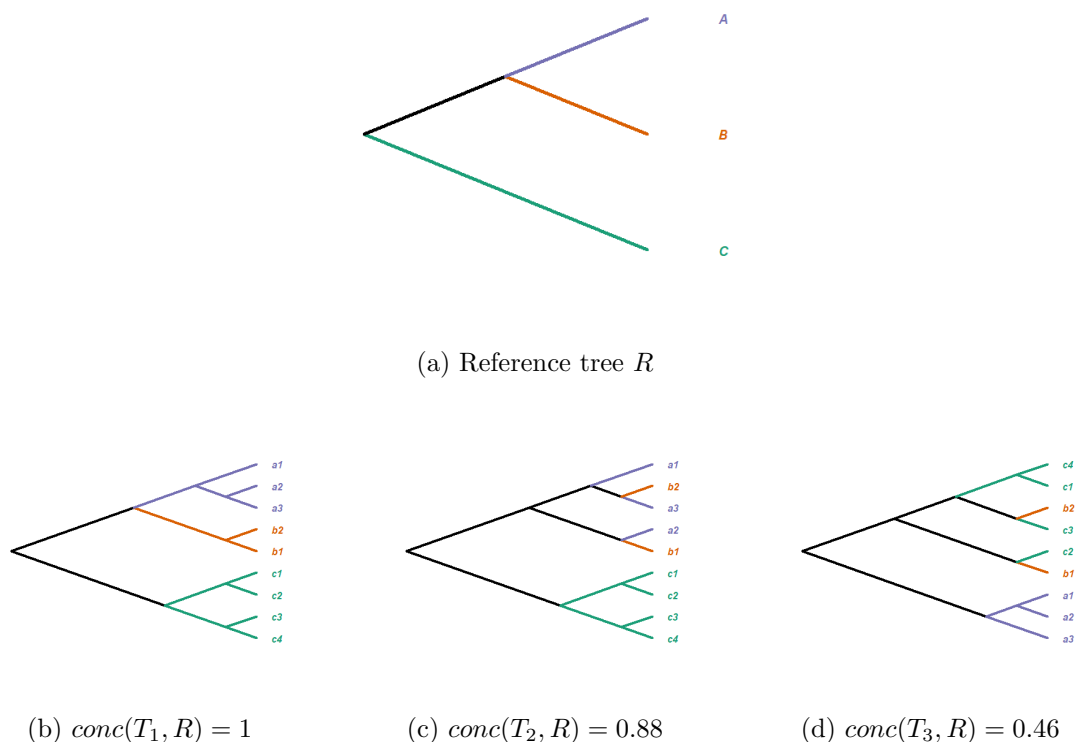 A
B
C
(a) Reference tree R
a1
a2
a3
b2
b1
c1
c2
c3
c4
(b) conc(T₁, R) = 1
a1
b2
a3
a2
b1
c1
c2
c3
c4
(c) conc(T₂, R) = 0.88
c4
c1
b2
c3
c2
b1
a1
a2
a3
(d) conc(T₃, R) = 0.46